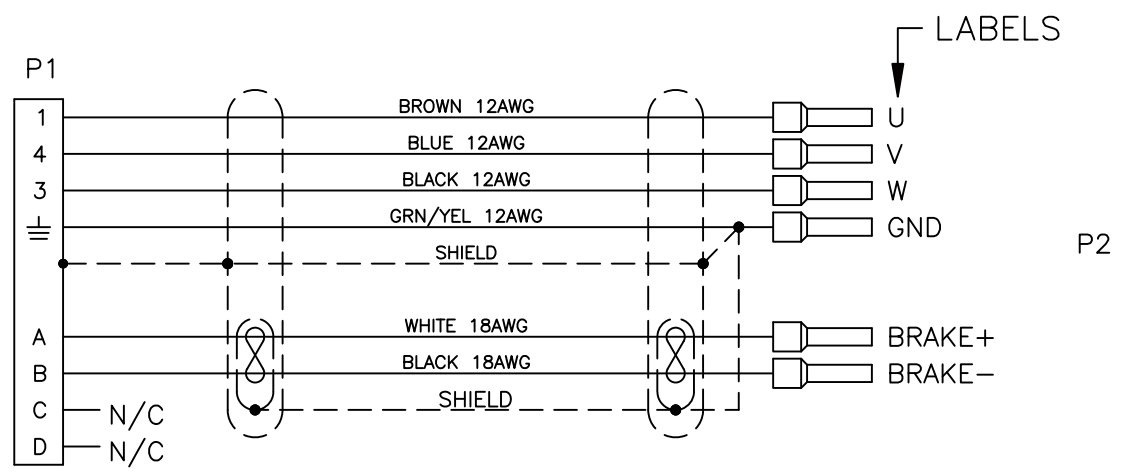 LABELS
P1
1 BROWN 12AWG U
4 BLUE 12AWG V
3 BLACK 12AWG W
GRN/YEL 12AWG GND
P2
SHIELD
A WHITE 18AWG BRAKE+
B BLACK 18AWG BRAKE-
C N/C SHIELD
D N/C